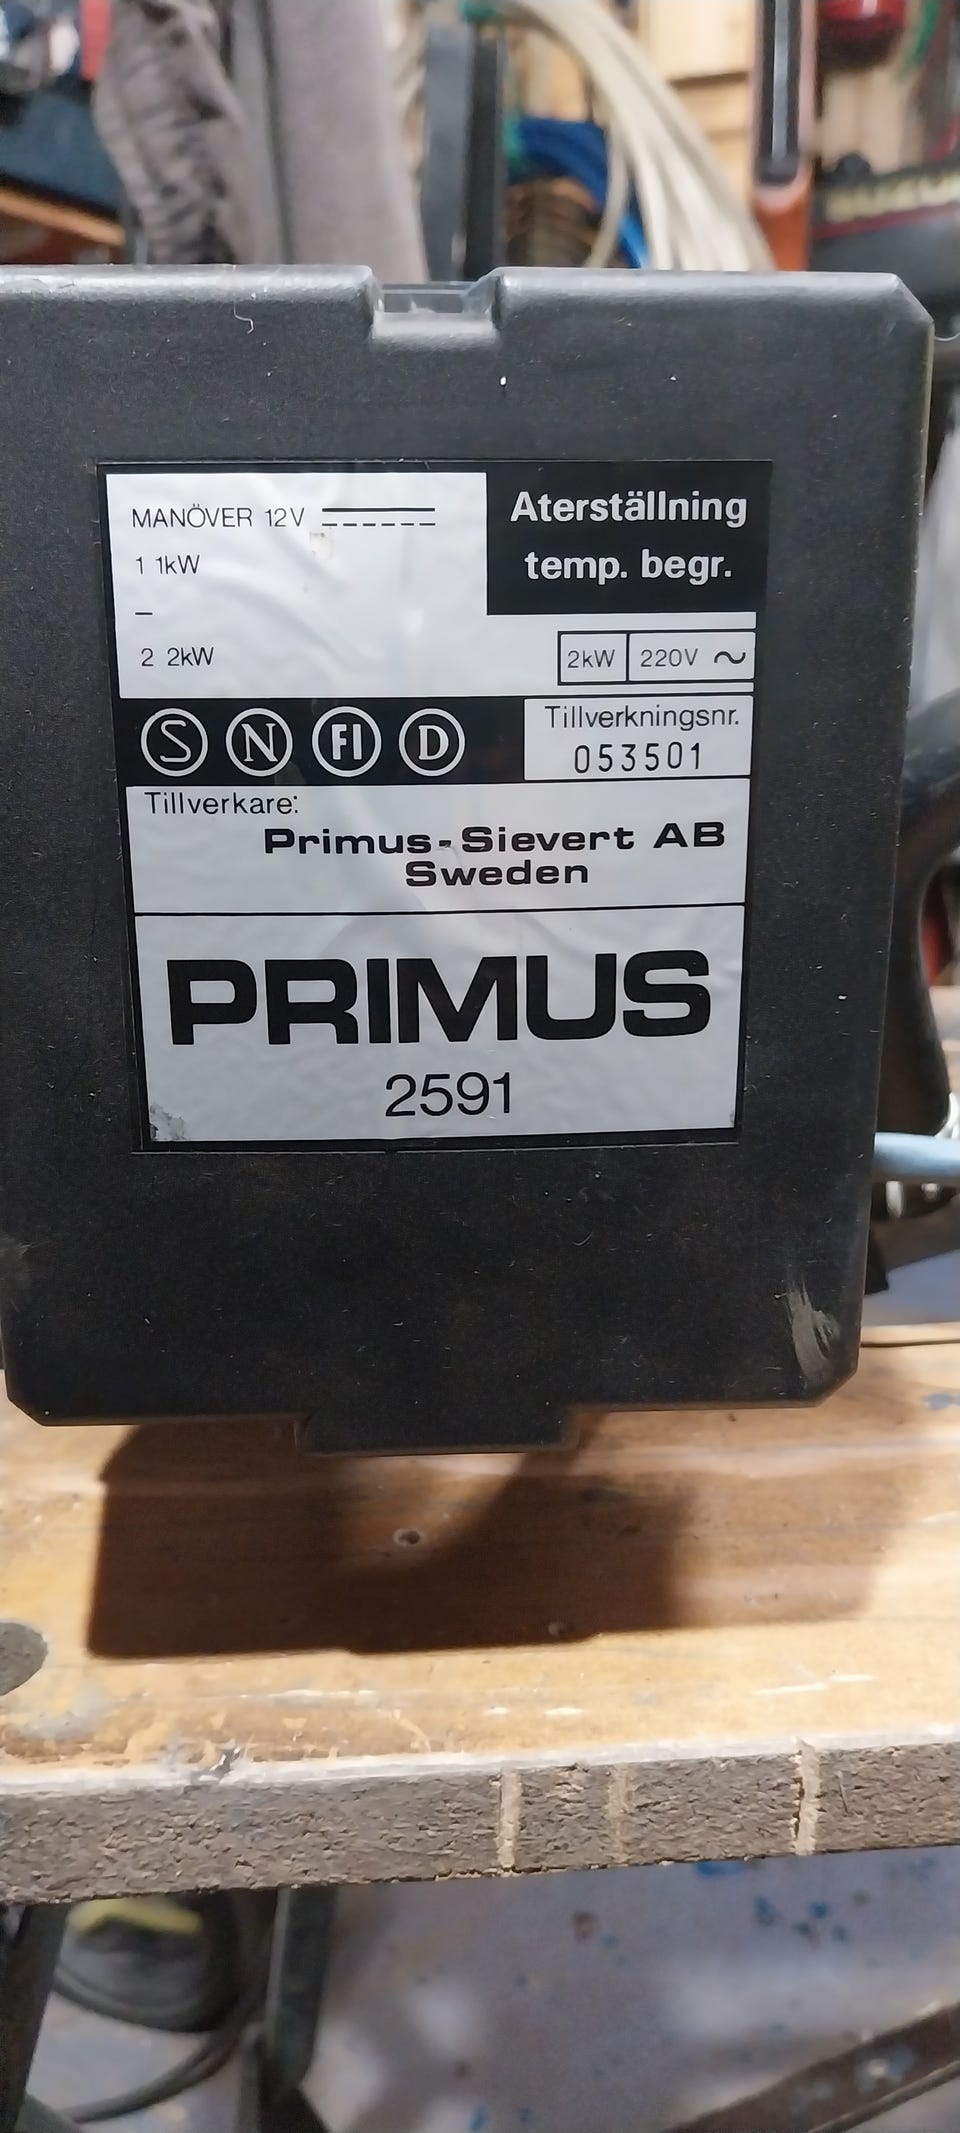 SUZUKI
MANÖVER 12V
1 1kW
–
2 2kW
Aterställning
temp. begr.
2kW 220V ~
S N FI D
Tillverkningsnr.
053501
Tillverkare:
Primus-Sievert AB
Sweden
PRIMUS
2591